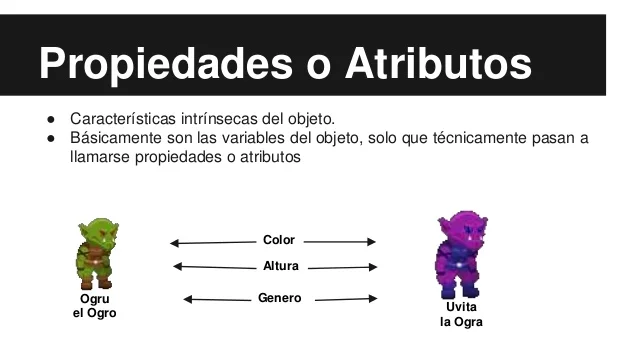 Propiedades o Atributos
● Características intrínsecas del objeto.
● Básicamente son las variables del objeto, solo que técnicamente pasan a
llamarse propiedades o atributos
Color
Altura
Genero
Ogru
el Ogro
Uvita
la Ogra